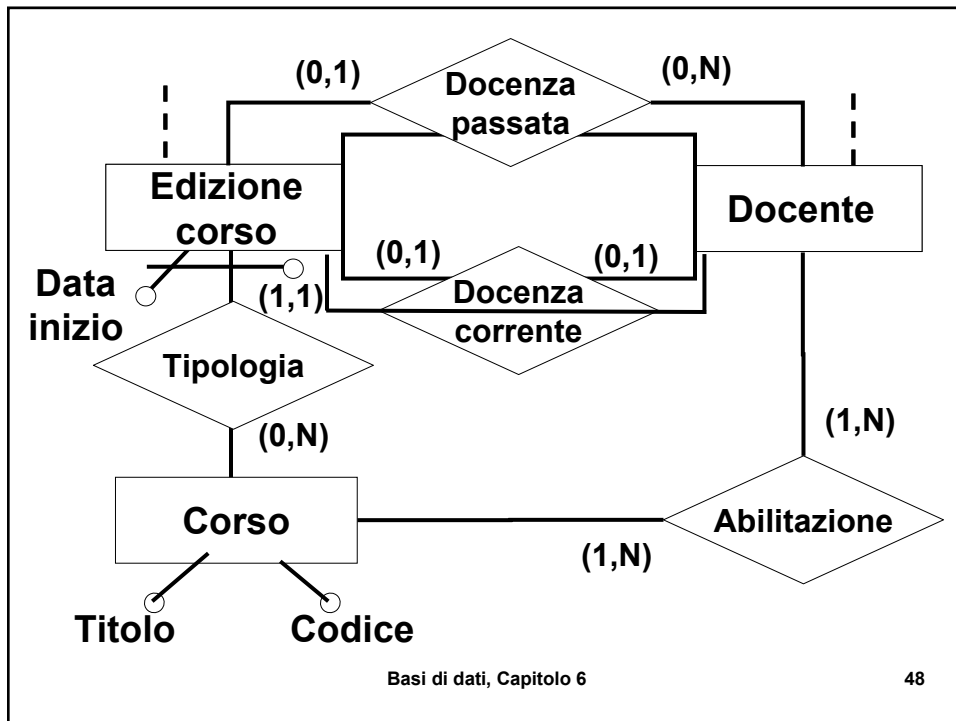 (0,1)
Docenza
passata
(0,N)
Edizione
corso
Docente
(0,1)
(0,1)
Data
inizio
(1,1)
Docenza
corrente
Tipologia
(0,N)
(1,N)
Corso
Abilitazione
(1,N)
Titolo
Codice
Basi di dati, Capitolo 6
48